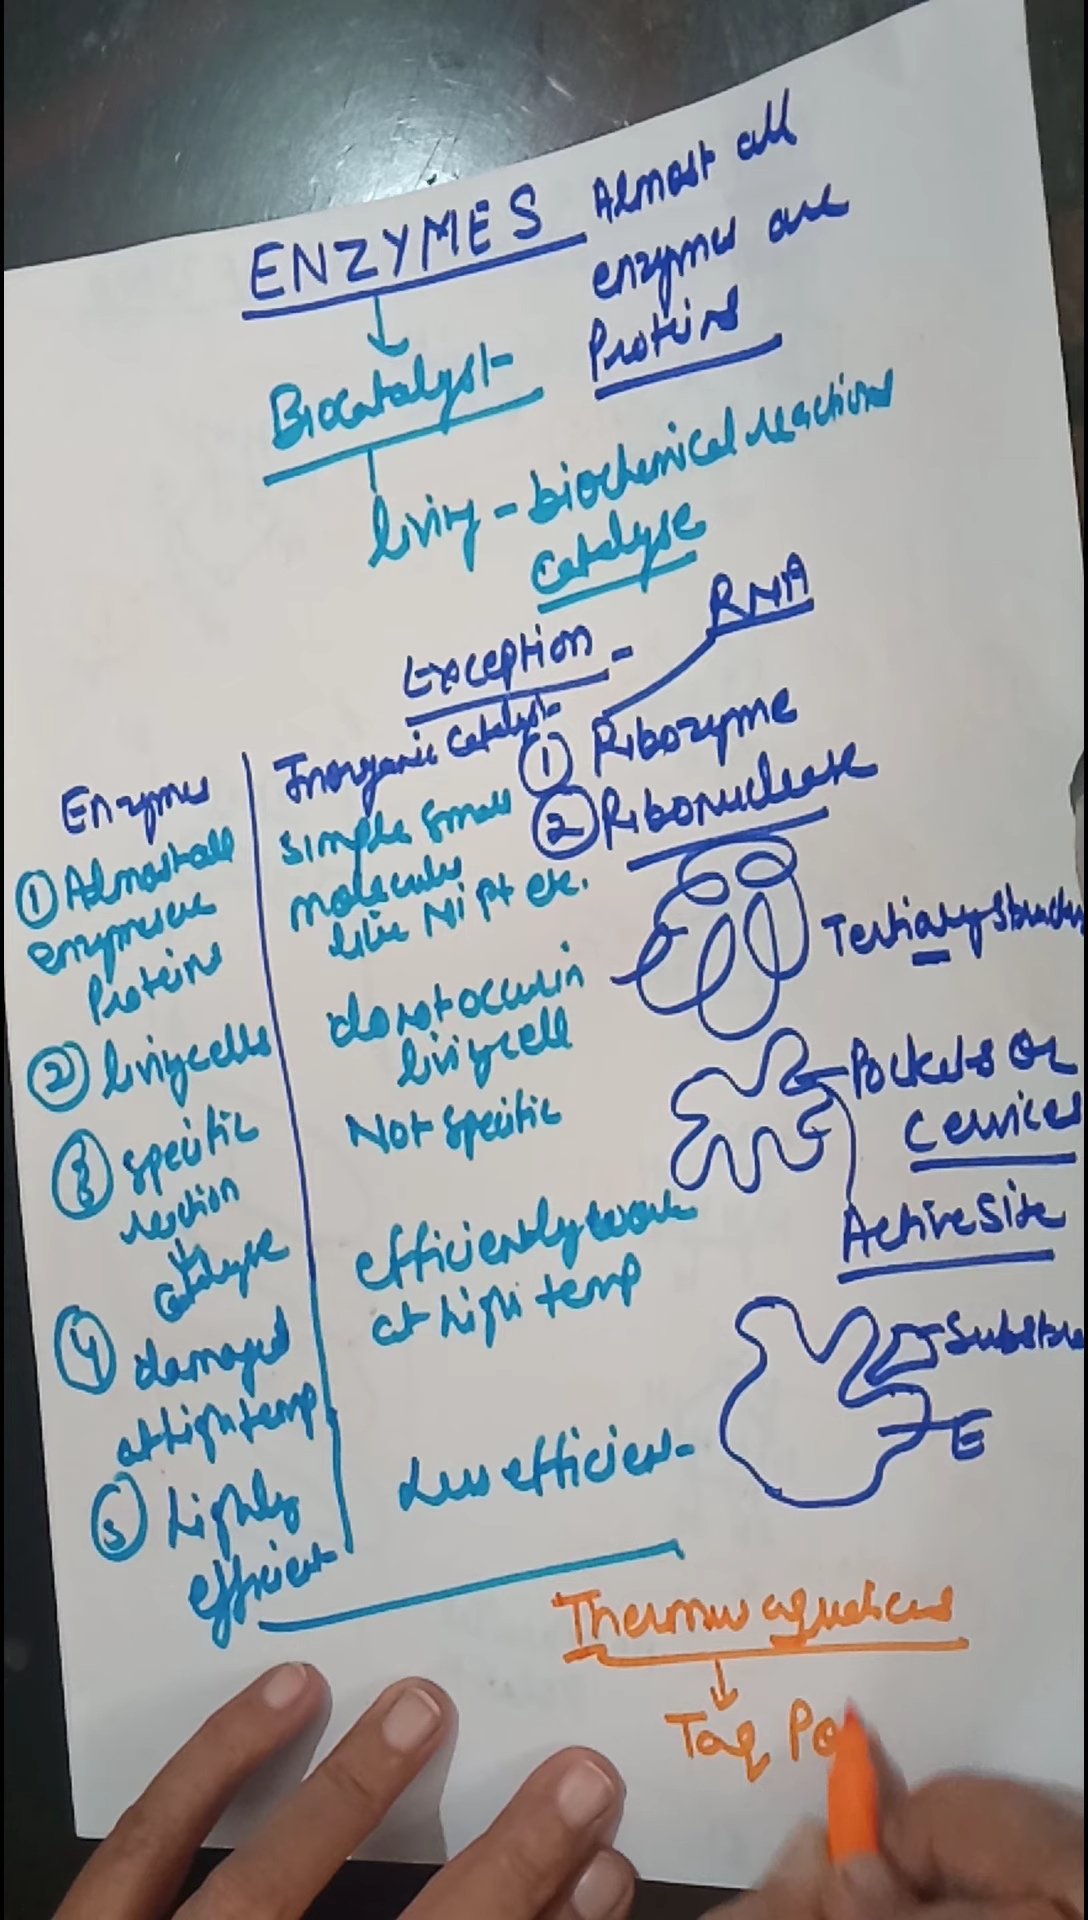 ENZYMES
Almost all
enzymes are
Proteins
Biocatalyst
living - biochemical reactions
catalyse
Exception -
RNA
① Ribozyme
② Ribonuclease
Enzymes
① Almost all
enzymes are
Proteins
② living cells
③ specific
reaction
catalyse
④ damaged
at high temp
⑤ highly
efficient
Inorganic Catalyst
simple small
molecules
like Ni Pt etc.
do not occur in
living cell
Not specific
efficiently work
at high temp
Less efficient
Tertiary Structu
Pockets or
Cervices
Active Site
Substra
E
Thermus aquaticus
Taq Po